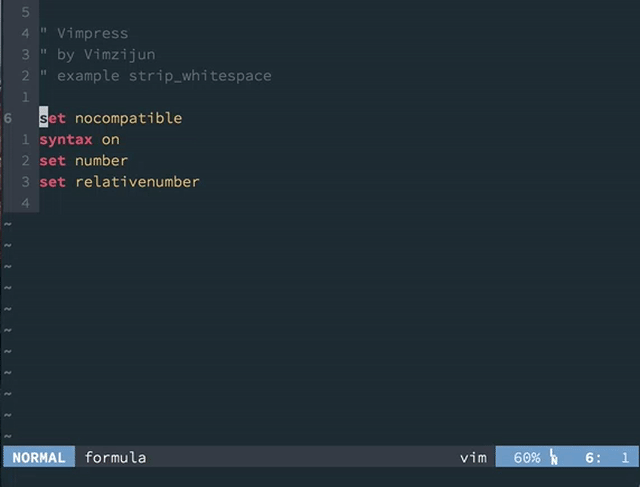 5
4 " Vimpress
3 " by Vimzijun
2 " example strip_whitespace
1
6 set nocompatible
1 syntax on
2 set number
3 set relativenumber
4
~
~
~
~
~
~
~
~
~
~
~
NORMAL formula vim 60% LN 6: 1